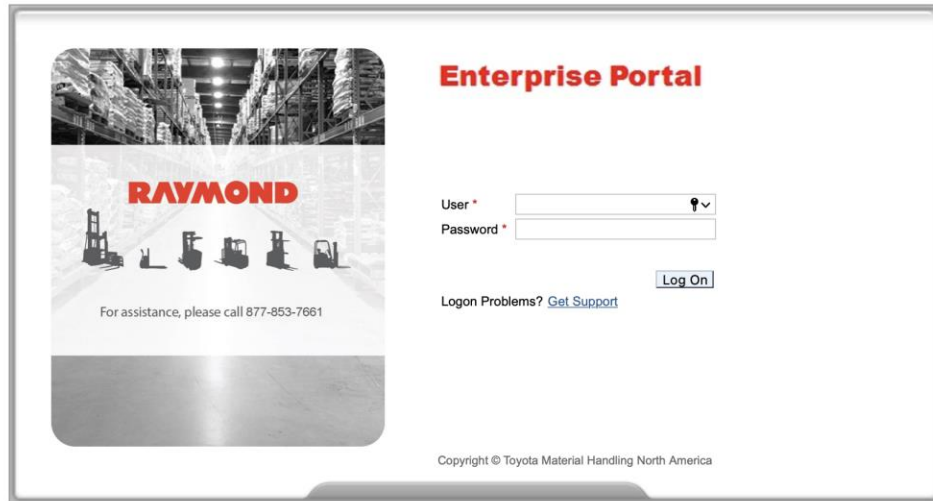 Enterprise Portal
RAYMOND
For assistance, please call 877-853-7661
User *
Password *
Log On
Logon Problems? Get Support
Copyright © Toyota Material Handling North America